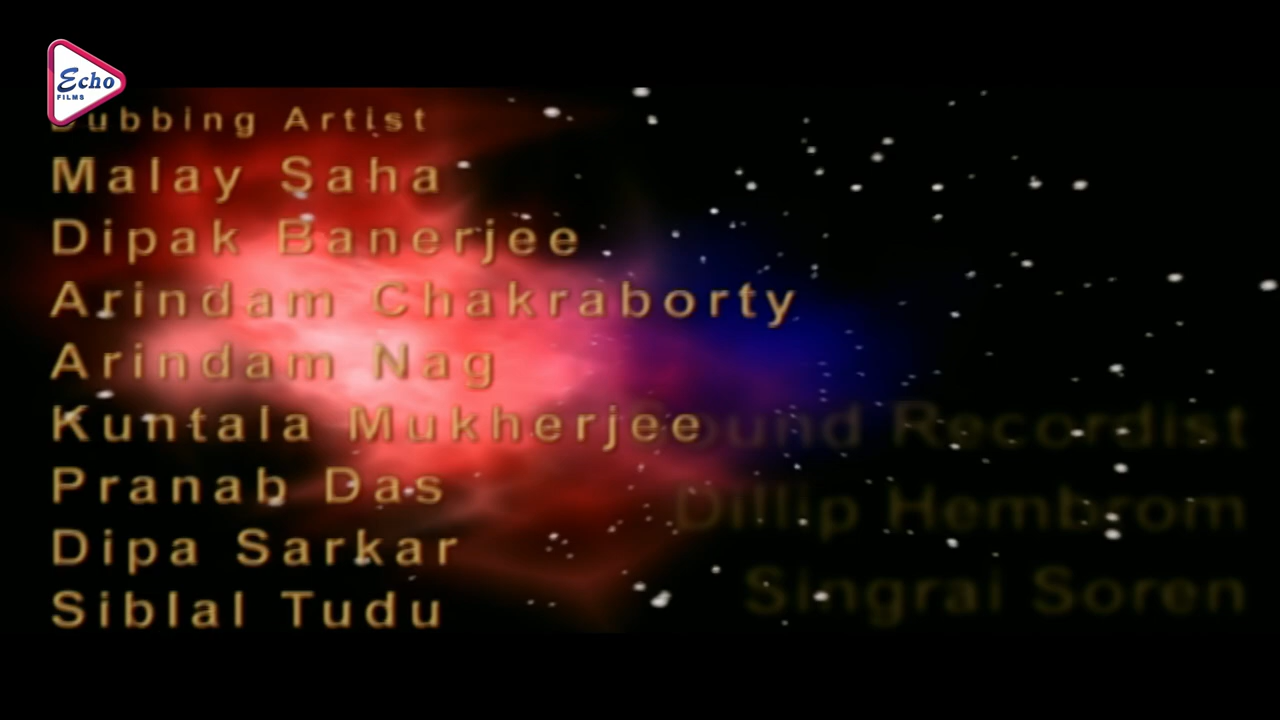 Echo
FILMS
Dubbing Artist
Malay Saha
Dipak Banerjee
Arindam Chakraborty
Arindam Nag
Kuntala Mukherjee
Pranab Das
Dipa Sarkar
Siblal Tudu
Sound Recordist
Dillip Hembrom
Singrai Soren